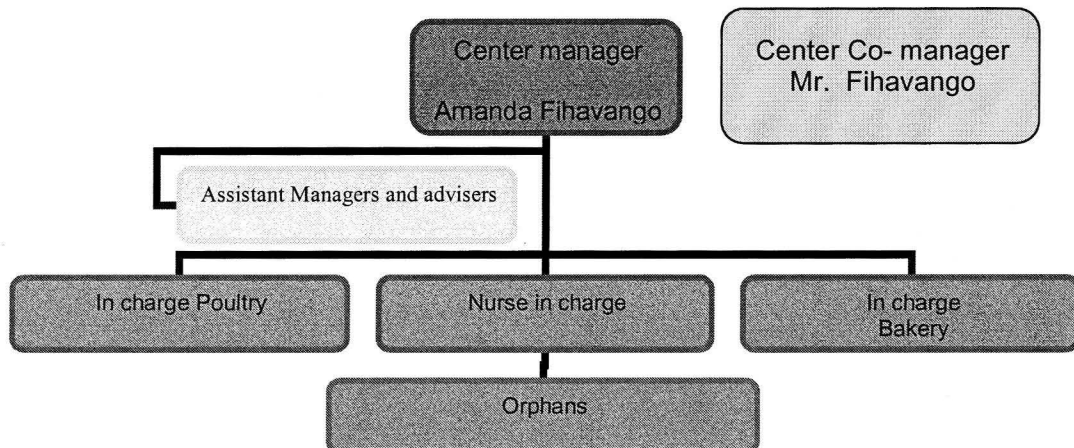 Center manager
Amanda Fihavango
Center Co- manager
Mr. Fihavango
Assistant Managers and advisers
In charge Poultry
Nurse in charge
In charge
Bakery
Orphans